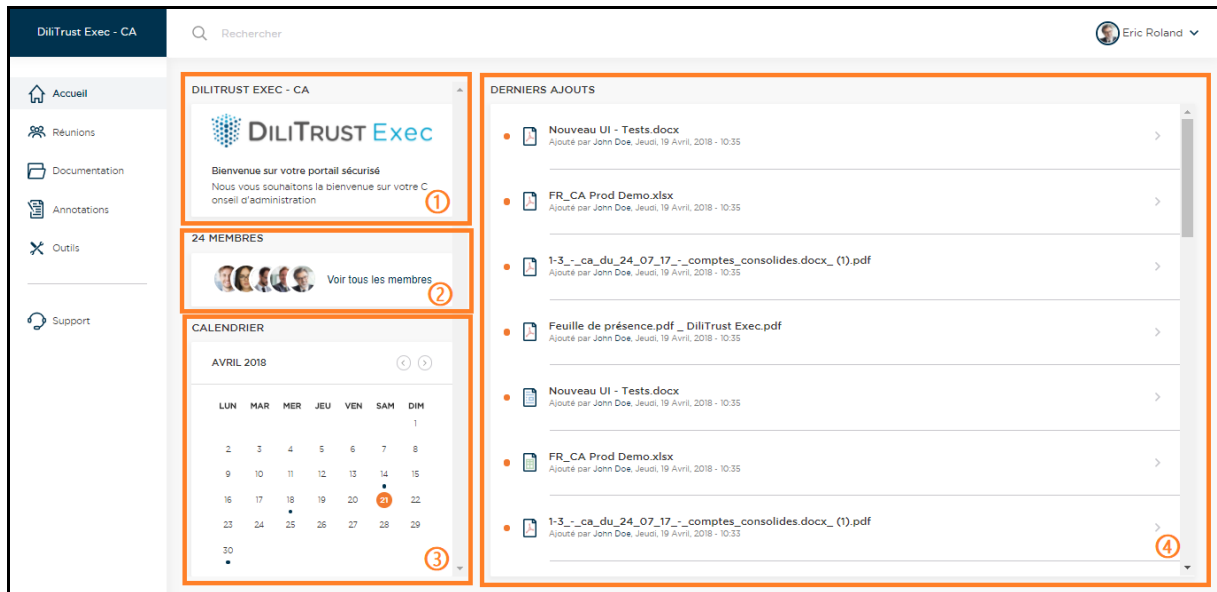 DiliTrust Exec - CA
Rechercher
Eric Roland
Accueil
Réunions
Documentation
Annotations
Outils
Support
DILITRUST EXEC - CA
DILITRUST Exec
Bienvenue sur votre portail sécurisé
Nous vous souhaitons la bienvenue sur votre C
onseil d'administration
1
24 MEMBRES
Voir tous les membres
2
CALENDRIER
AVRIL 2018
LUN MAR MER JEU VEN SAM DIM
1
2 3 4 5 6 7 8
9 10 11 12 13 14 15
16 17 18 19 20 21 22
23 24 25 26 27 28 29
30
3
DERNIERS AJOUTS
Nouveau UI - Tests.docx
Ajouté par John Doe, Jeudi, 19 Avril, 2018 - 10:35
FR_CA Prod Demo.xlsx
Ajouté par John Doe, Jeudi, 19 Avril, 2018 - 10:35
1-3_-_ca_du_24_07_17_-_comptes_consolides.docx_ (1).pdf
Ajouté par John Doe, Jeudi, 19 Avril, 2018 - 10:35
Feuille de présence.pdf _ DiliTrust Exec.pdf
Ajouté par John Doe, Jeudi, 19 Avril, 2018 - 10:35
Nouveau UI - Tests.docx
Ajouté par John Doe, Jeudi, 19 Avril, 2018 - 10:35
FR_CA Prod Demo.xlsx
Ajouté par John Doe, Jeudi, 19 Avril, 2018 - 10:35
1-3_-_ca_du_24_07_17_-_comptes_consolides.docx_ (1).pdf
Ajouté par John Doe, Jeudi, 19 Avril, 2018 - 10:33
4